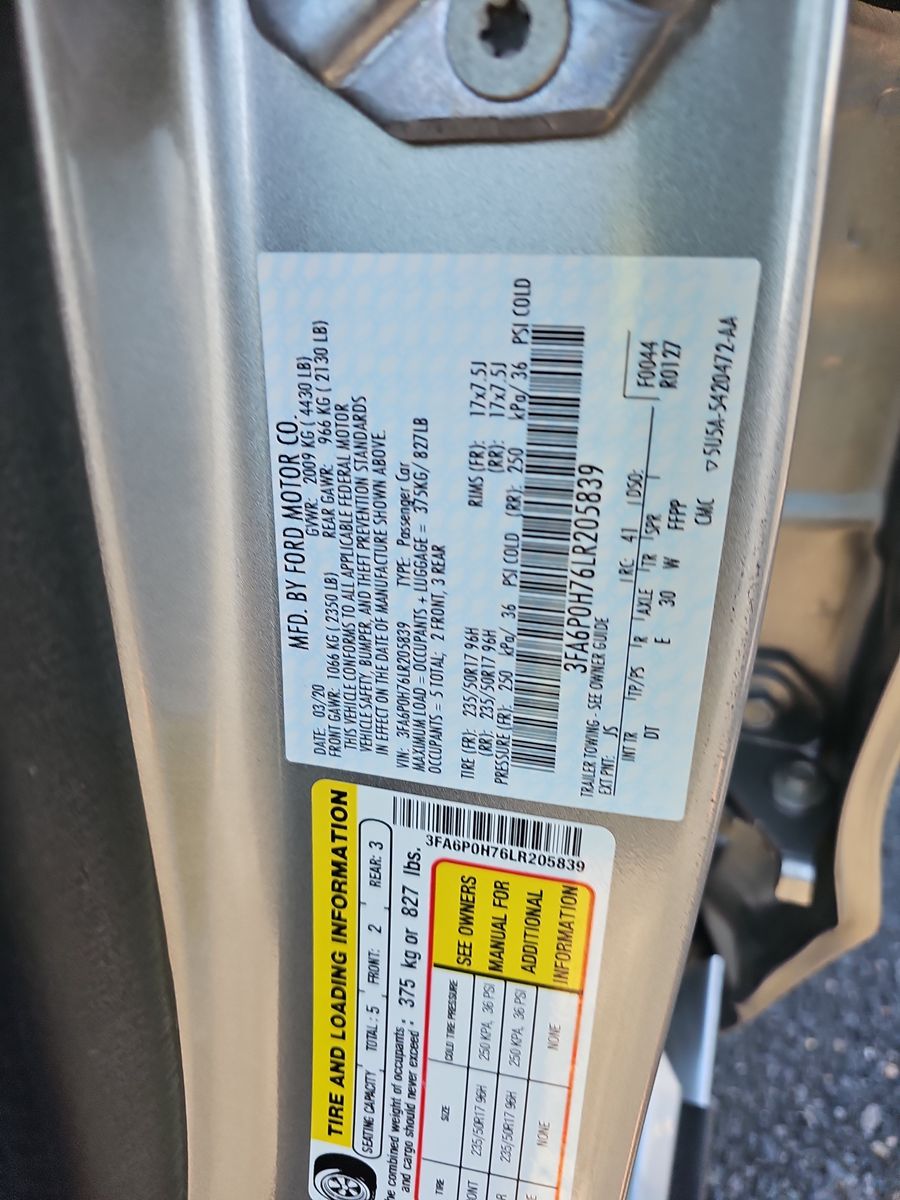 MFD. BY FORD MOTOR CO.
DATE: 03/20 GVWR: 2009 KG ( 4430 LB)
FRONT GAWR: 1066 KG ( 2350 LB) REAR GAWR: 966 KG ( 2130 LB)
THIS VEHICLE CONFORMS TO ALL APPLICABLE FEDERAL MOTOR
VEHICLE SAFETY, BUMPER, AND THEFT PREVENTION STANDARDS
IN EFFECT ON THE DATE OF MANUFACTURE SHOWN ABOVE.
VIN: 3FA6P0H76LR205839 TYPE: Passenger Car
MAXIMUM LOAD = OCCUPANTS + LUGGAGE = 375KG/ 827LB
OCCUPANTS = 5 TOTAL; 2 FRONT, 3 REAR
TIRE (FR): 235/50R17 96H RIMS (FR): 17x7.5J
(RR): 235/50R17 96H (RR): 17x7.5J
PRESSURE (FR): 250 kPa/ 36 PSI COLD (RR): 250 kPa/ 36 PSI COLD
3FA6P0H76LR205839
TRAILER TOWING - SEE OWNER GUIDE
EXT PNT: JS RC: 41 DSO: F0044
INT TR TP/PS R AXLE TR SPR R0127
DT E 30 W FFPP
CMC ▽5U5A-5420472-AA
TIRE AND LOADING INFORMATION
SEATING CAPACITY TOTAL: 5 FRONT: 2 REAR: 3
he combined weight of occupants
and cargo should never exceed: 375 kg or 827 lbs.
3FA6P0H76LR205839
TIRE SIZE COLD TIRE PRESSURE
ONT 235/50R17 96H 250 KPA, 36 PSI
R 235/50R17 96H 250 KPA, 36 PSI
E NONE NONE
SEE OWNERS
MANUAL FOR
ADDITIONAL
INFORMATION